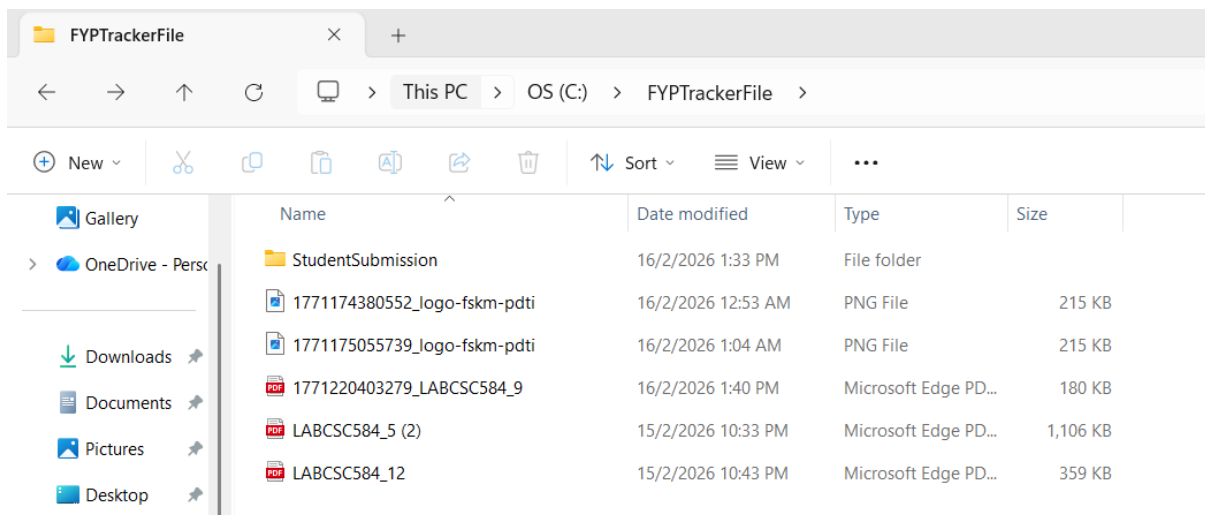 FYPTrackerFile
This PC > OS (C:) > FYPTrackerFile >
New Sort View
Gallery
OneDrive - Perso
Downloads
Documents
Pictures
Desktop
Name Date modified Type Size
StudentSubmission 16/2/2026 1:33 PM File folder
1771174380552_logo-fskm-pdti 16/2/2026 12:53 AM PNG File 215 KB
1771175055739_logo-fskm-pdti 16/2/2026 1:04 AM PNG File 215 KB
1771220403279_LABCSC584_9 16/2/2026 1:40 PM Microsoft Edge PD... 180 KB
LABCSC584_5 (2) 15/2/2026 10:33 PM Microsoft Edge PD... 1,106 KB
LABCSC584_12 15/2/2026 10:43 PM Microsoft Edge PD... 359 KB